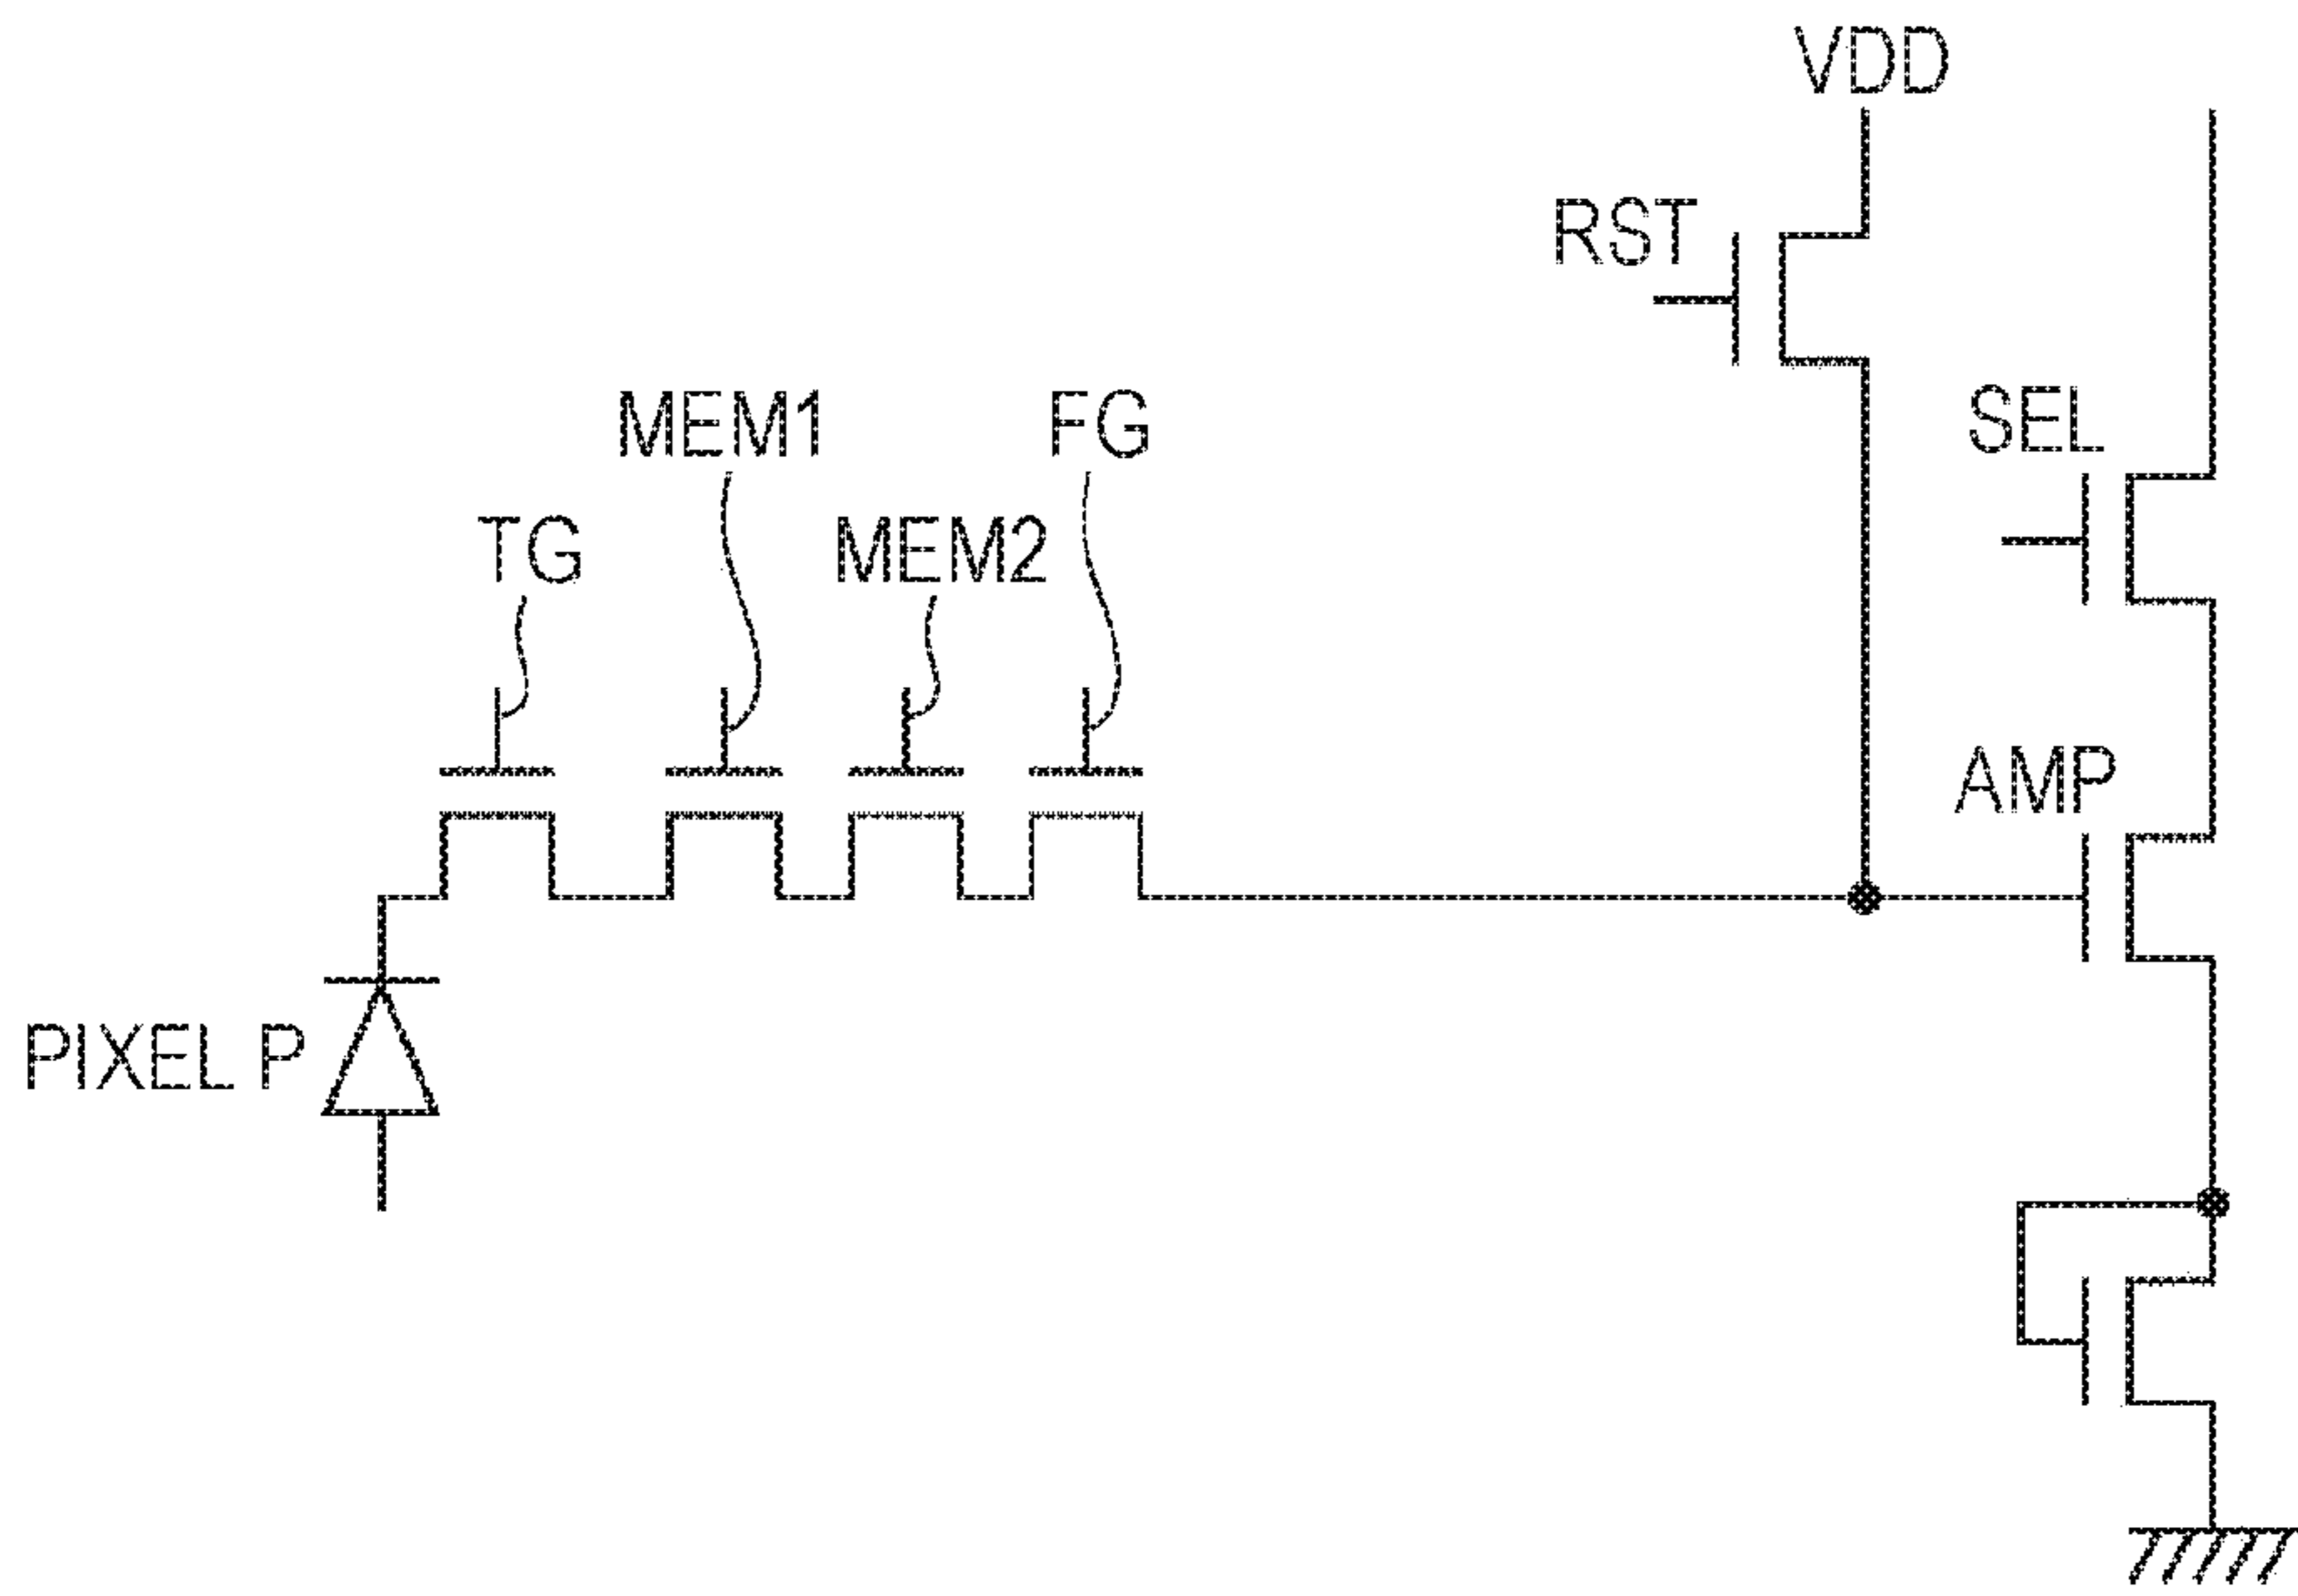 VDD
RST
SEL
MEM1
FG
TG
MEM2
AMP
PIXEL P